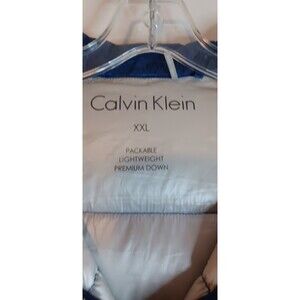 Calvin Klein
XXL
PACKABLE
LIGHTWEIGHT
PREMIUM DOWN